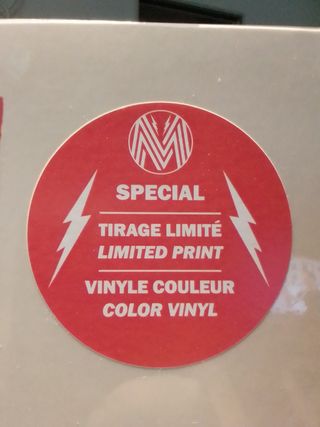 M
SPECIAL
TIRAGE LIMITÉ
LIMITED PRINT
VINYLE COULEUR
COLOR VINYL